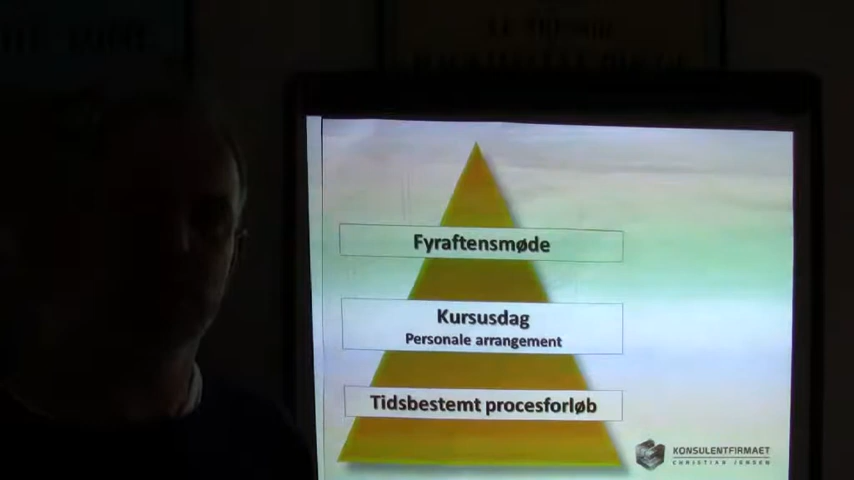 Fyraftensmøde
Kursusdag
Personale arrangement
Tidsbestemt procesforløb
KONSULENTFIRMAET
CHRISTIAN JENSEN